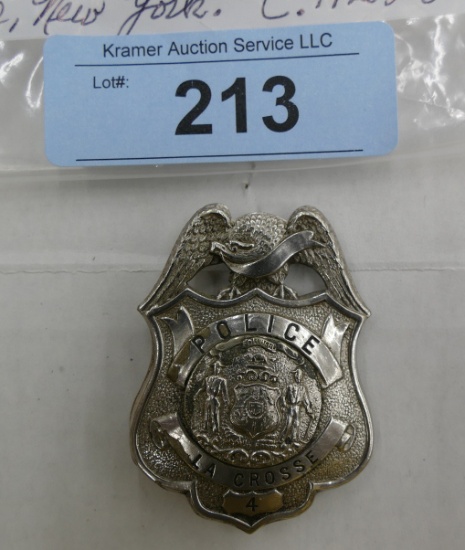 New York.
Kramer Auction Service LLC
Lot#:
213
POLICE
LA CROSSE
4